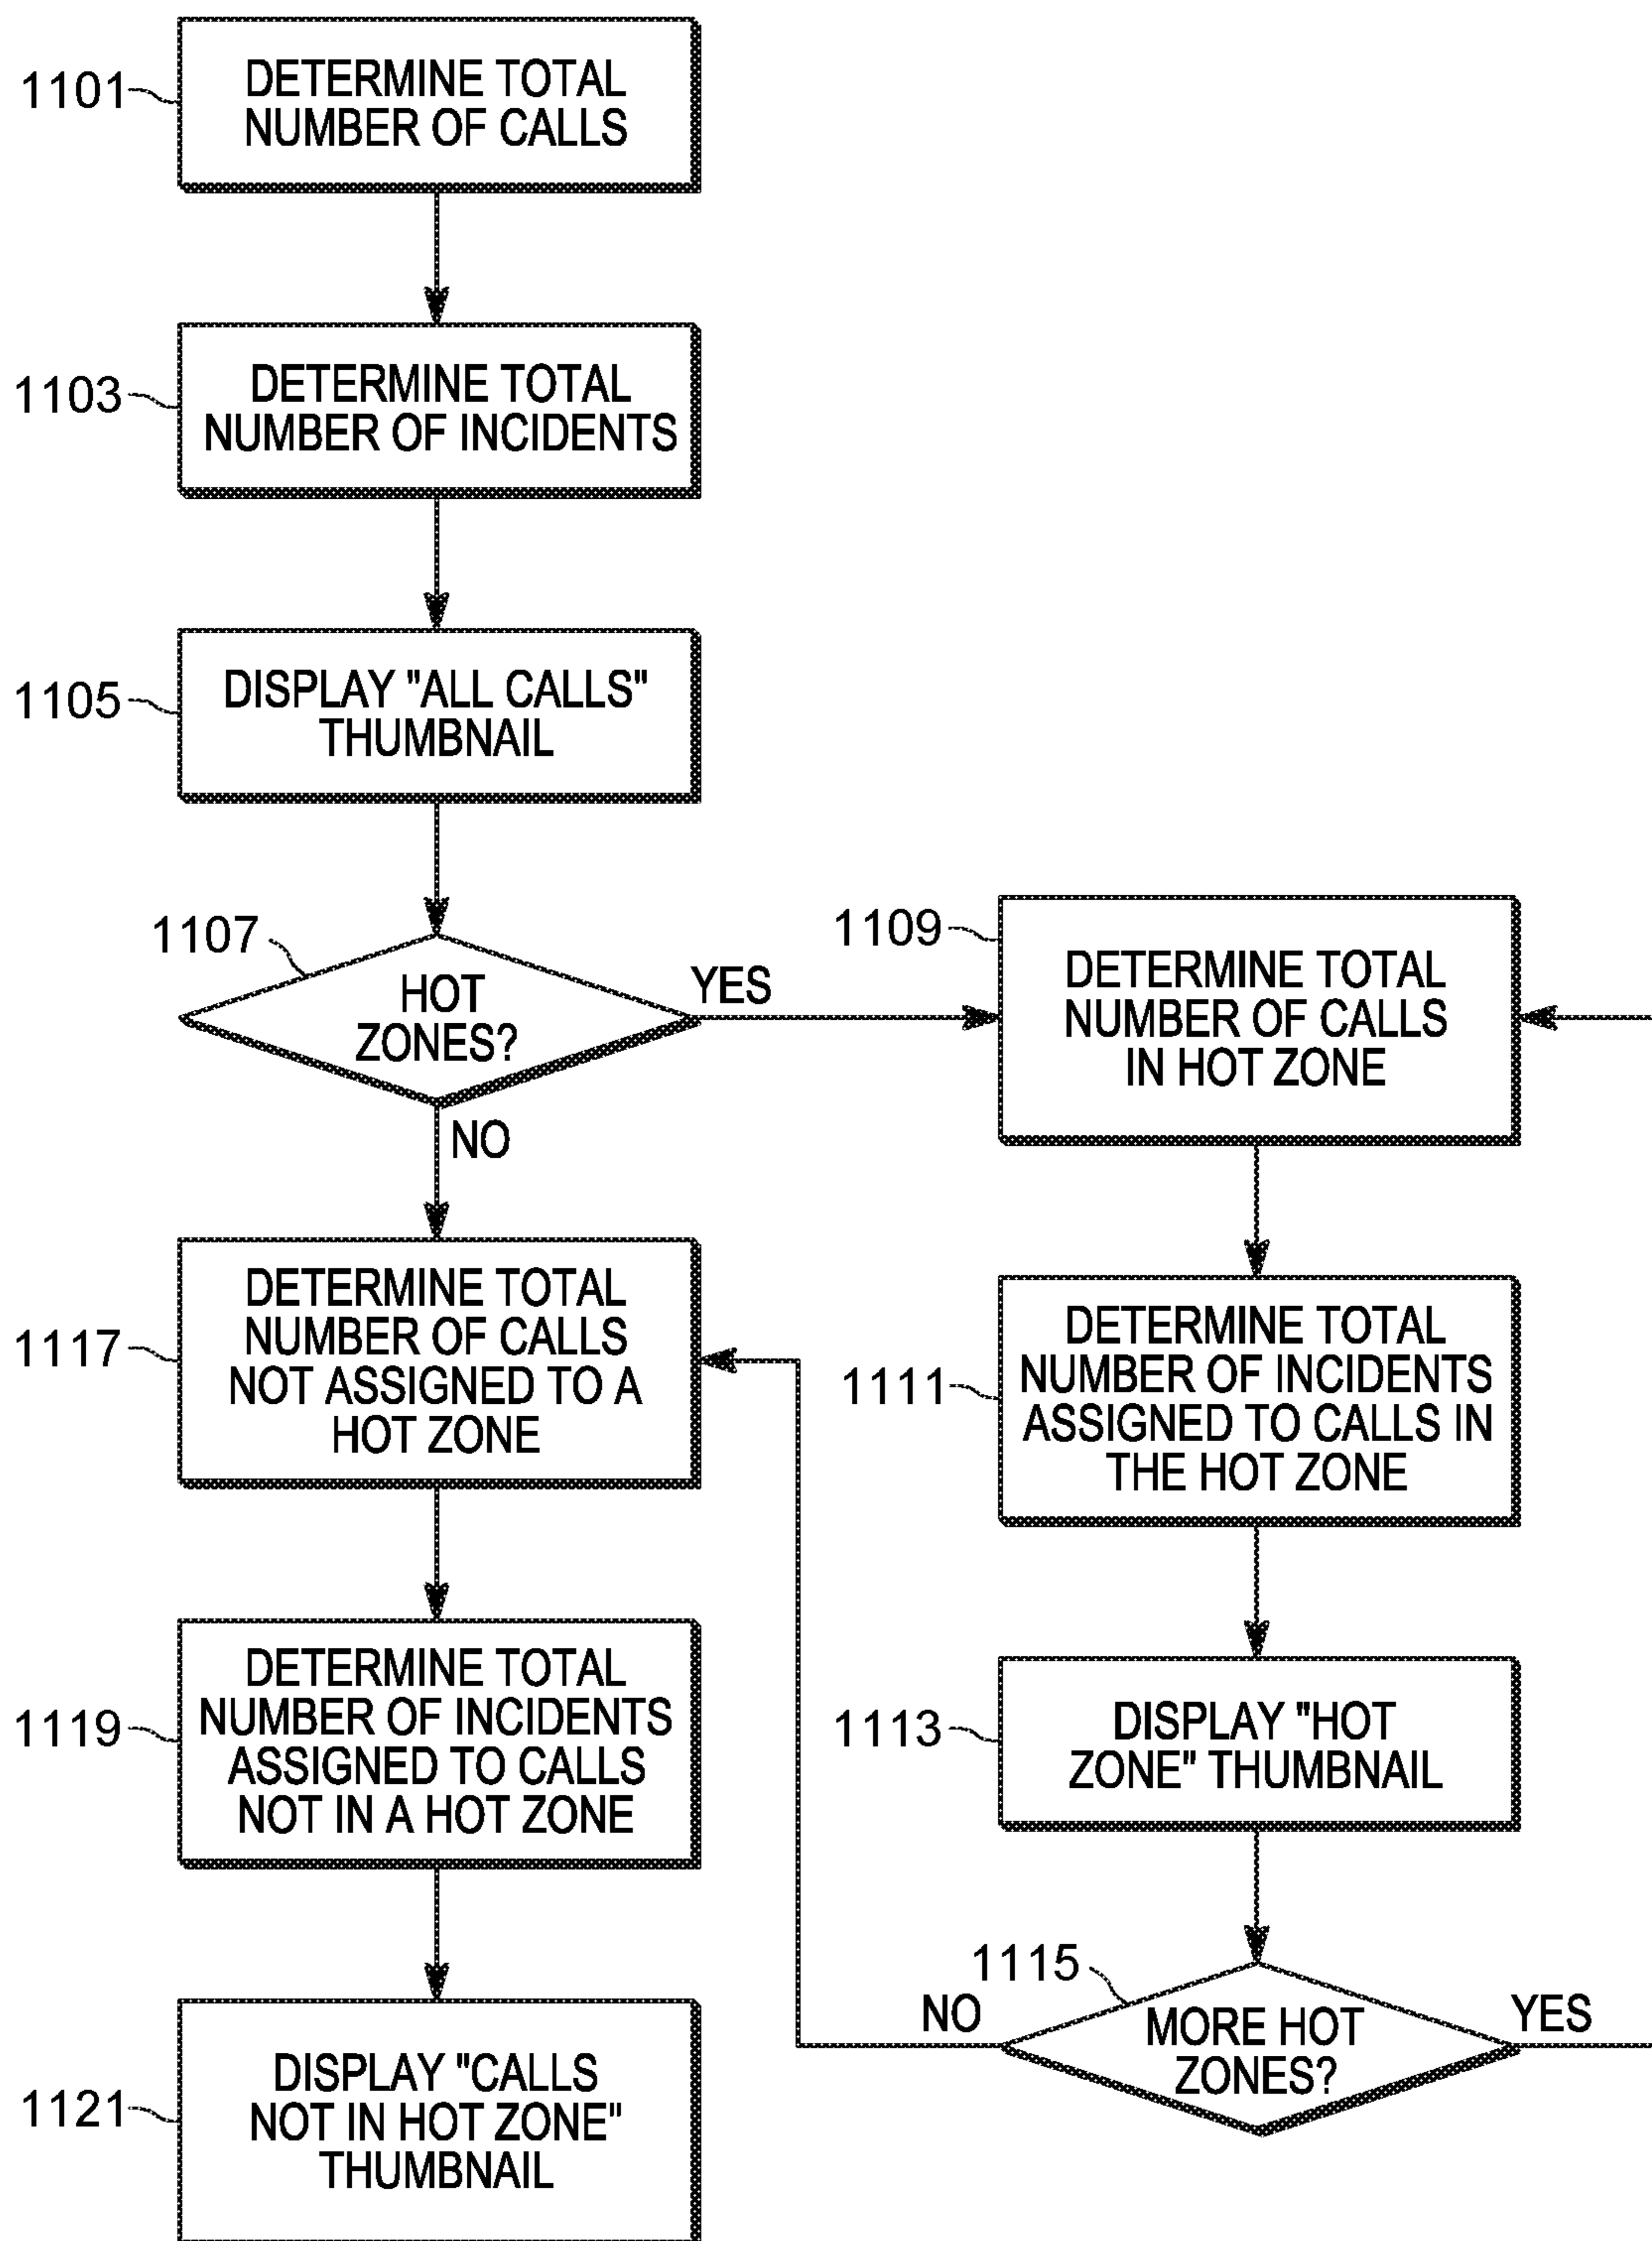 1101
DETERMINE TOTAL
NUMBER OF CALLS
1103
DETERMINE TOTAL
NUMBER OF INCIDENTS
1105
DISPLAY "ALL CALLS"
THUMBNAIL
1107
HOT
ZONES?
YES
NO
1109
DETERMINE TOTAL
NUMBER OF CALLS
IN HOT ZONE
1111
DETERMINE TOTAL
NUMBER OF INCIDENTS
ASSIGNED TO CALLS IN
THE HOT ZONE
1113
DISPLAY "HOT
ZONE" THUMBNAIL
1115
MORE HOT
ZONES?
NO
YES
1117
DETERMINE TOTAL
NUMBER OF CALLS
NOT ASSIGNED TO A
HOT ZONE
1119
DETERMINE TOTAL
NUMBER OF INCIDENTS
ASSIGNED TO CALLS
NOT IN A HOT ZONE
1121
DISPLAY "CALLS
NOT IN HOT ZONE"
THUMBNAIL